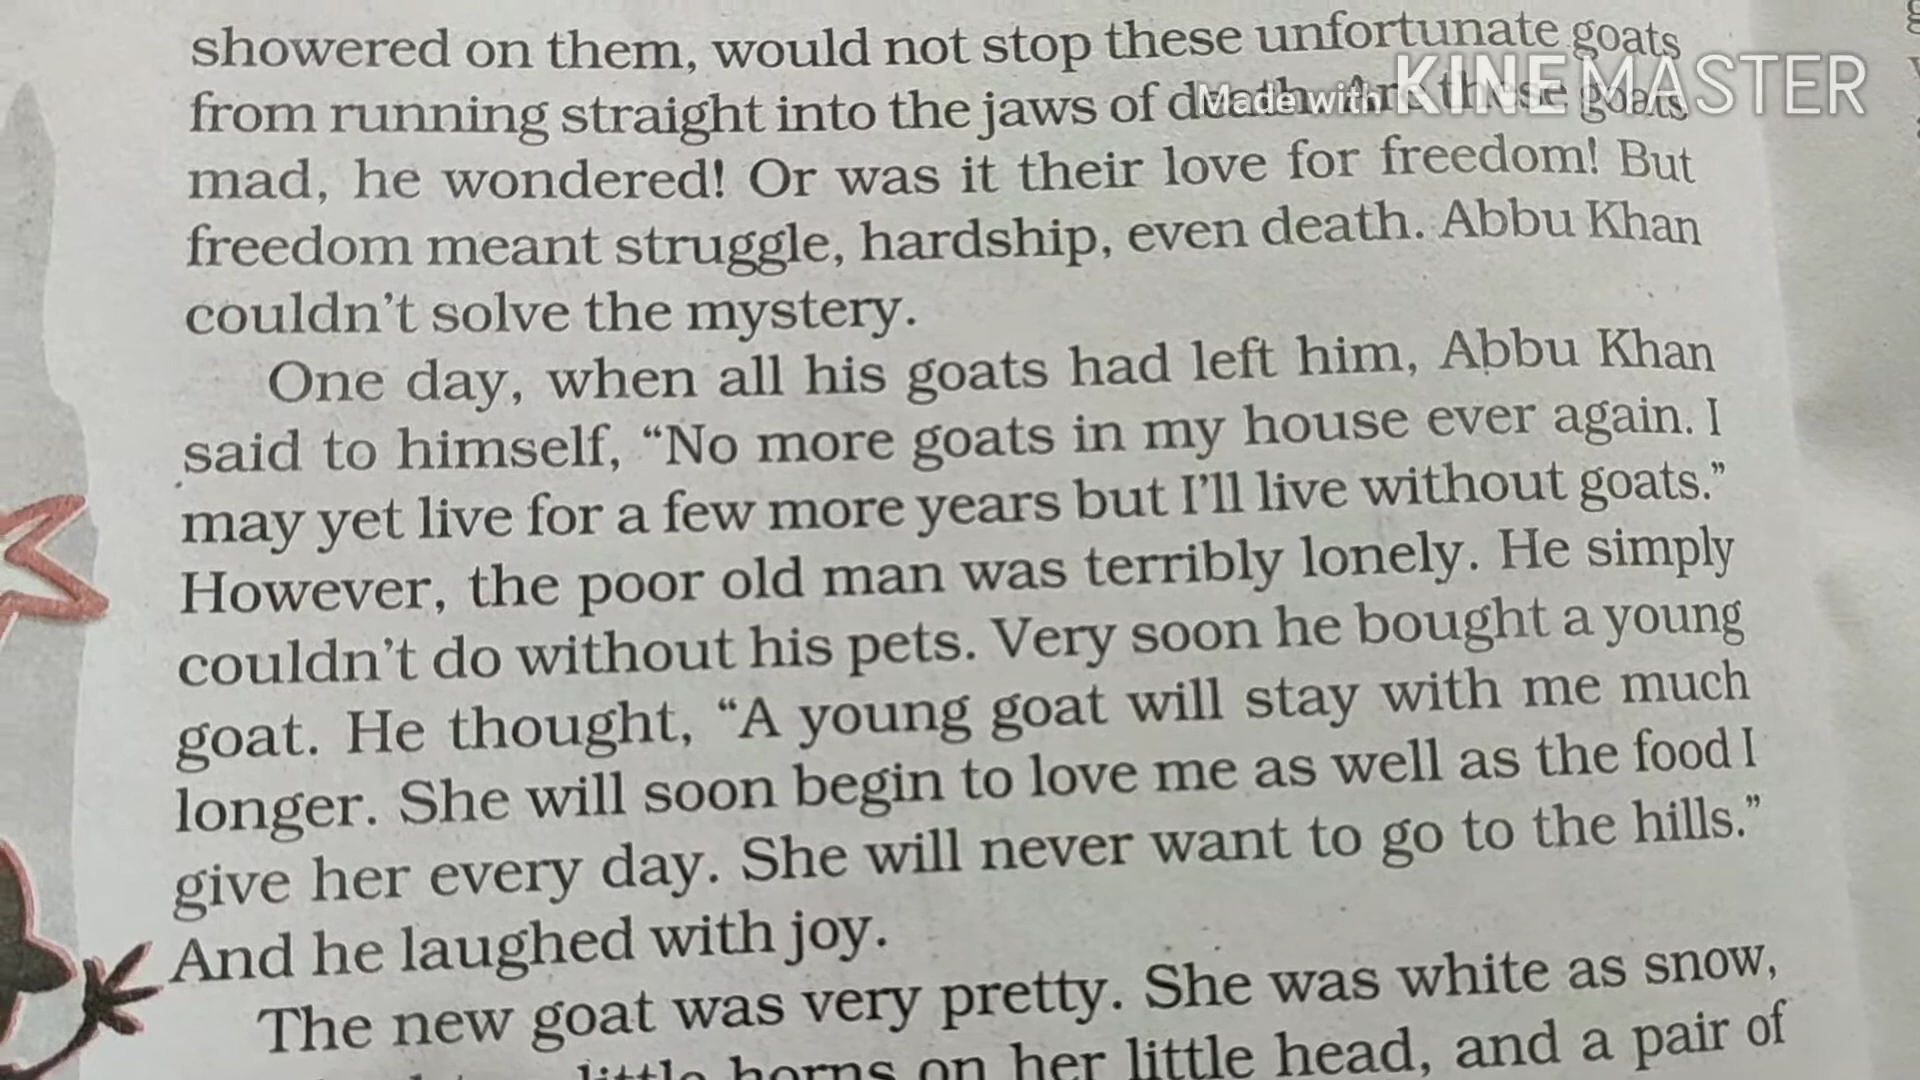 showered on them, would not stop these unfortunate goats
from running straight into the jaws of death. Are these goats
Made with KINEMASTER
mad, he wondered! Or was it their love for freedom! But
freedom meant struggle, hardship, even death. Abbu Khan
couldn't solve the mystery.
One day, when all his goats had left him, Abbu Khan
said to himself, “No more goats in my house ever again. I
may yet live for a few more years but I'll live without goats.”
However, the poor old man was terribly lonely. He simply
couldn't do without his pets. Very soon he bought a young
goat. He thought, “A young goat will stay with me much
longer. She will soon begin to love me as well as the food I
give her every day. She will never want to go to the hills.”
And he laughed with joy.
The new goat was very pretty. She was white as snow,
little horns on her little head, and a pair of